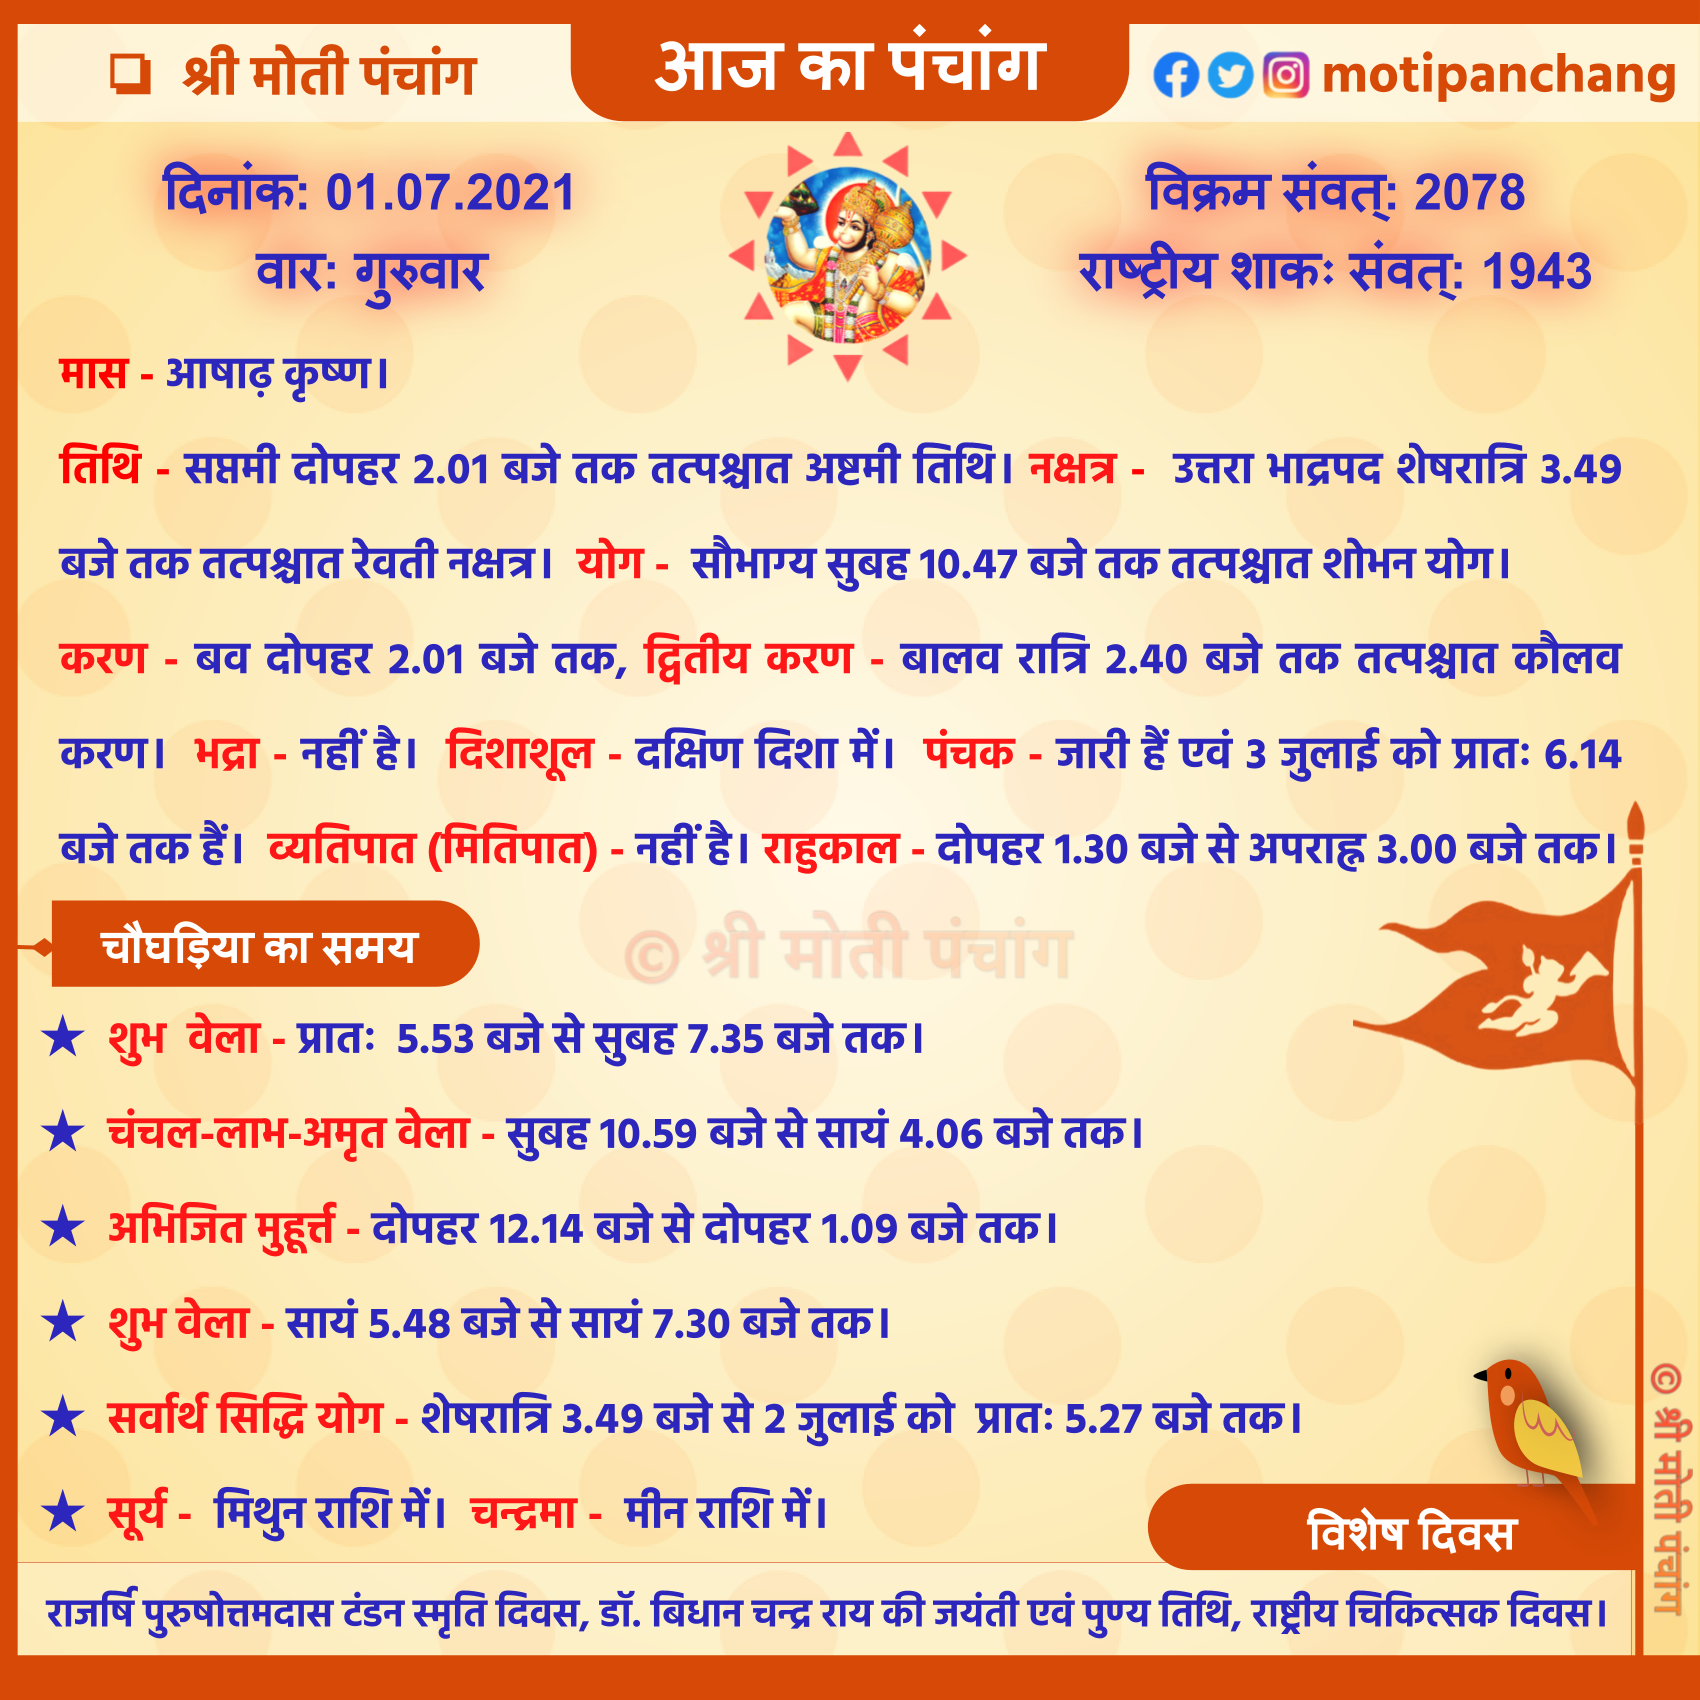 श्री मोती पंचांग
आज का पंचांग
motipanchang
दिनांक: 01.07.2021
वार: गुरुवार
विक्रम संवत्: 2078
राष्ट्रीय शाकः संवत्: 1943
मास - आषाढ़ कृष्ण।
तिथि - सप्तमी दोपहर 2.01 बजे तक तत्पश्चात अष्टमी तिथि। नक्षत्र - उत्तरा भाद्रपद शेषरात्रि 3.49
बजे तक तत्पश्चात रेवती नक्षत्र। योग - सौभाग्य सुबह 10.47 बजे तक तत्पश्चात शोभन योग।
करण - बव दोपहर 2.01 बजे तक, द्वितीय करण - बालव रात्रि 2.40 बजे तक तत्पश्चात कौलव
करण। भद्रा - नहीं है। दिशाशूल - दक्षिण दिशा में। पंचक - जारी हैं एवं 3 जुलाई को प्रातः 6.14
बजे तक हैं। व्यतिपात (मितिपात) - नहीं है। राहुकाल - दोपहर 1.30 बजे से अपराह्न 3.00 बजे तक।
चौघड़िया का समय
© श्री मोती पंचांग
★ शुभ वेला - प्रातः 5.53 बजे से सुबह 7.35 बजे तक।
★ चंचल-लाभ-अमृत वेला - सुबह 10.59 बजे से सायं 4.06 बजे तक।
★ अभिजित मुहूर्त्त - दोपहर 12.14 बजे से दोपहर 1.09 बजे तक।
★ शुभ वेला - सायं 5.48 बजे से सायं 7.30 बजे तक।
★ सर्वार्थ सिद्धि योग - शेषरात्रि 3.49 बजे से 2 जुलाई को प्रातः 5.27 बजे तक।
★ सूर्य - मिथुन राशि में। चन्द्रमा - मीन राशि में।
विशेष दिवस
राजर्षि पुरुषोत्तमदास टंडन स्मृति दिवस, डॉ. बिधान चन्द्र राय की जयंती एवं पुण्य तिथि, राष्ट्रीय चिकित्सक दिवस।
© श्री मोती पंचांग